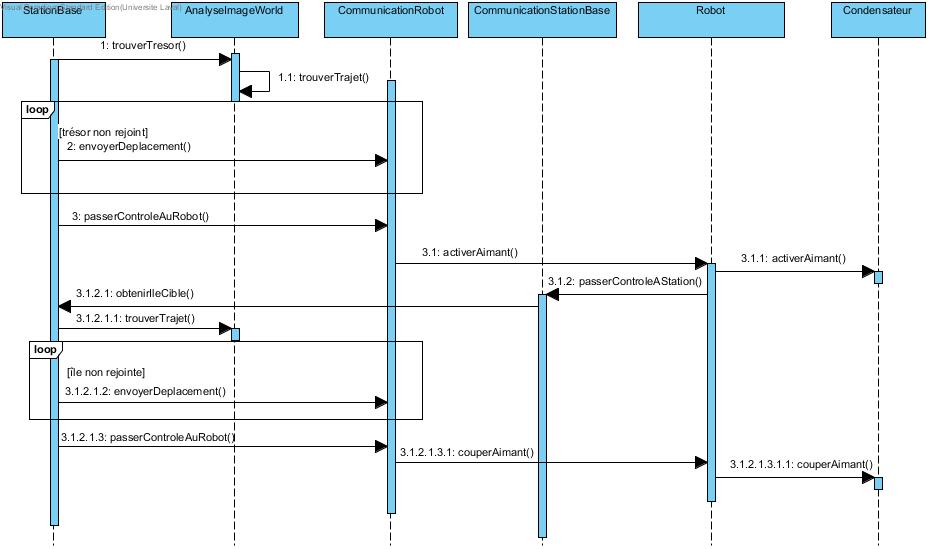 Visual Paradigm Standard Edition(Universite Laval)
StationBase
AnalyseImageWorld
CommunicationRobot
CommunicationStationBase
Robot
Condensateur
1: trouverTresor()
1.1: trouverTrajet()
loop
[trésor non rejoint]
2: envoyerDeplacement()
3: passerControleAuRobot()
3.1: activerAimant()
3.1.1: activerAimant()
3.1.2: passerControleAStation()
3.1.2.1: obtenirIleCible()
3.1.2.1.1: trouverTrajet()
loop
[île non rejointe]
3.1.2.1.2: envoyerDeplacement()
3.1.2.1.3: passerControleAuRobot()
3.1.2.1.3.1: couperAimant()
3.1.2.1.3.1.1: couperAimant()